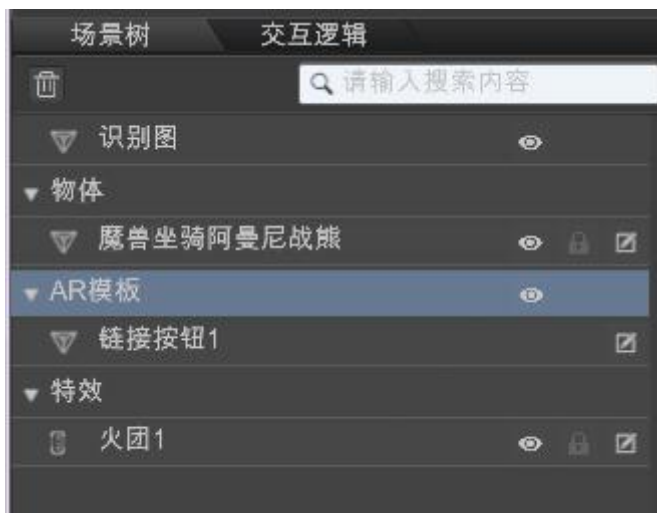 场景树 交互逻辑
请输入搜索内容
识别图
物体
魔兽坐骑阿曼尼战熊
AR模板
链接按钮1
特效
火团1